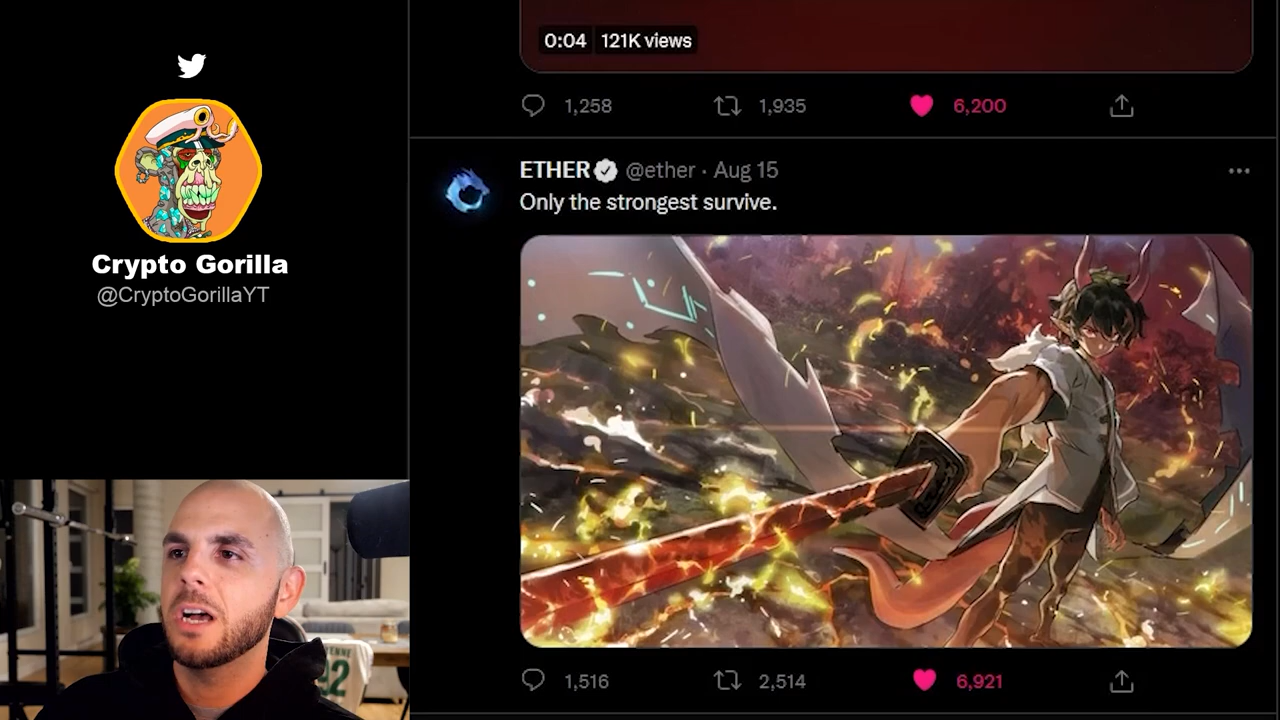 Crypto Gorilla
@CryptoGorillaYT
0:04 121K views
1,258 1,935 6,200
ETHER @ether · Aug 15
Only the strongest survive.
1,516 2,514 6,921